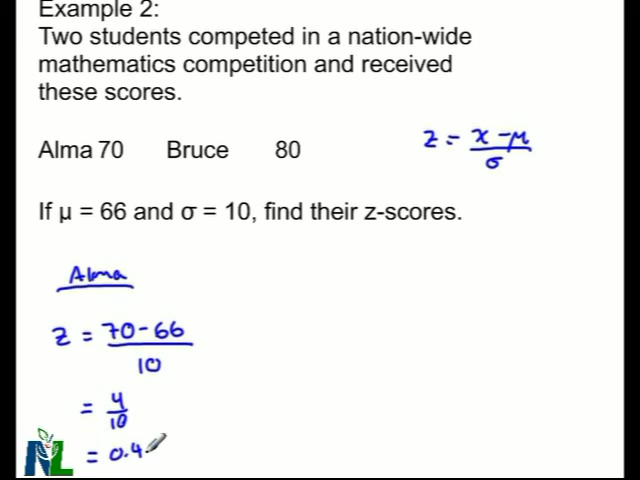 Example 2:
Two students competed in a nation-wide
mathematics competition and received
these scores.
Alma 70 Bruce 80
z = x - μ / σ
If μ = 66 and σ = 10, find their z-scores.
Alma
z = 70 - 66 / 10
= 4 / 10
= 0.4
NL